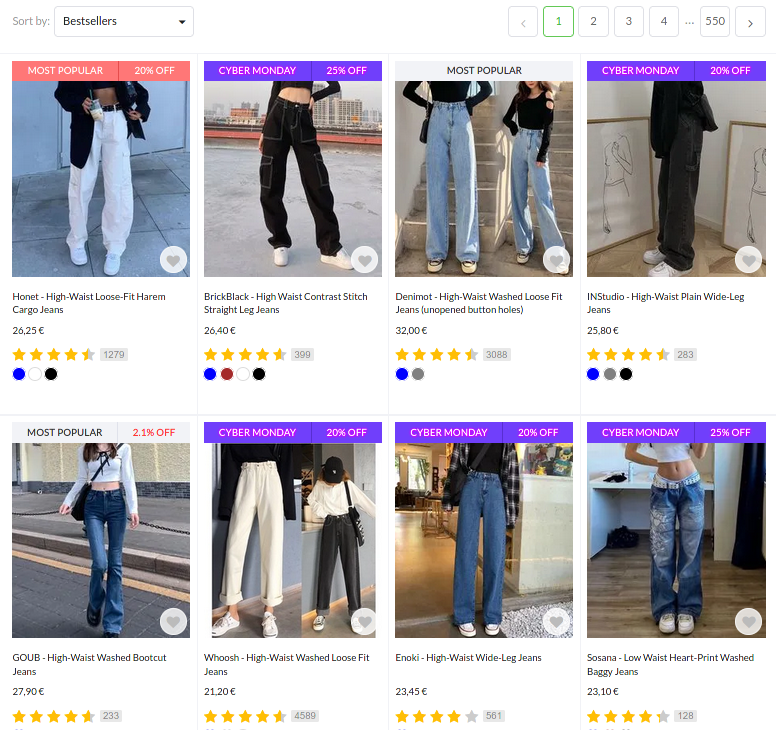 Sort by: Bestsellers
1 2 3 4 ... 550
MOST POPULAR 20% OFF
CYBER MONDAY 25% OFF
MOST POPULAR
CYBER MONDAY 20% OFF
Honet - High-Waist Loose-Fit Harem
Cargo Jeans
26,25 €
1279
BrickBlack - High Waist Contrast Stitch
Straight Leg Jeans
26,40 €
399
Denimot - High-Waist Washed Loose Fit
Jeans (unopened button holes)
32,00 €
3088
INStudio - High-Waist Plain Wide-Leg
Jeans
25,80 €
283
MOST POPULAR 2.1% OFF
CYBER MONDAY 20% OFF
CYBER MONDAY 20% OFF
CYBER MONDAY 25% OFF
GOUB - High-Waist Washed Bootcut
Jeans
27,90 €
233
Whoosh - High-Waist Washed Loose Fit
Jeans
21,20 €
4589
Enoki - High-Waist Wide-Leg Jeans
23,45 €
561
Sosana - Low Waist Heart-Print Washed
Baggy Jeans
23,10 €
128